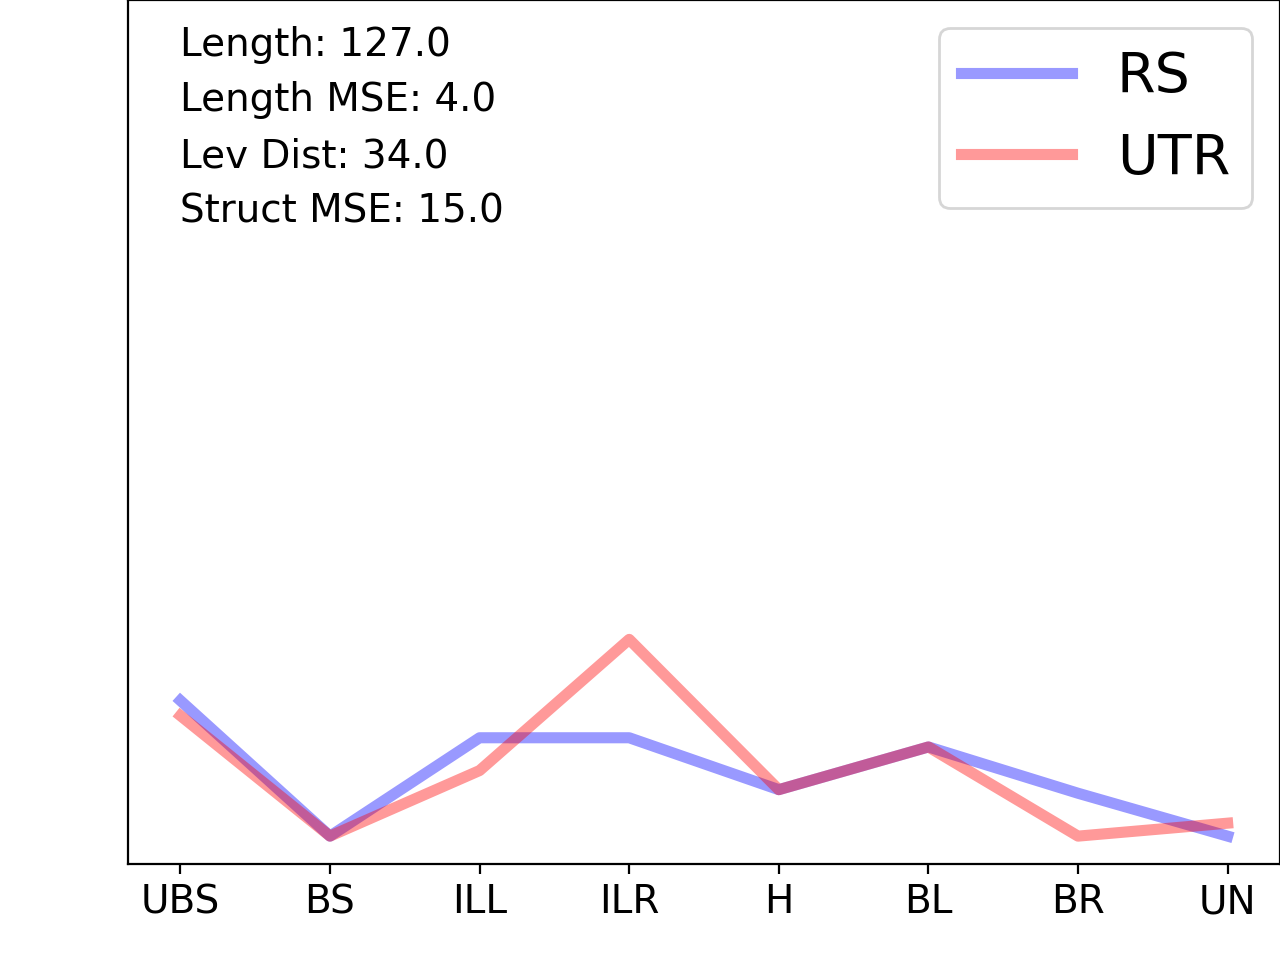 Length: 127.0
Length MSE: 4.0
Lev Dist: 34.0
Struct MSE: 15.0
RS
UTR
UBS BS ILL ILR H BL BR UN